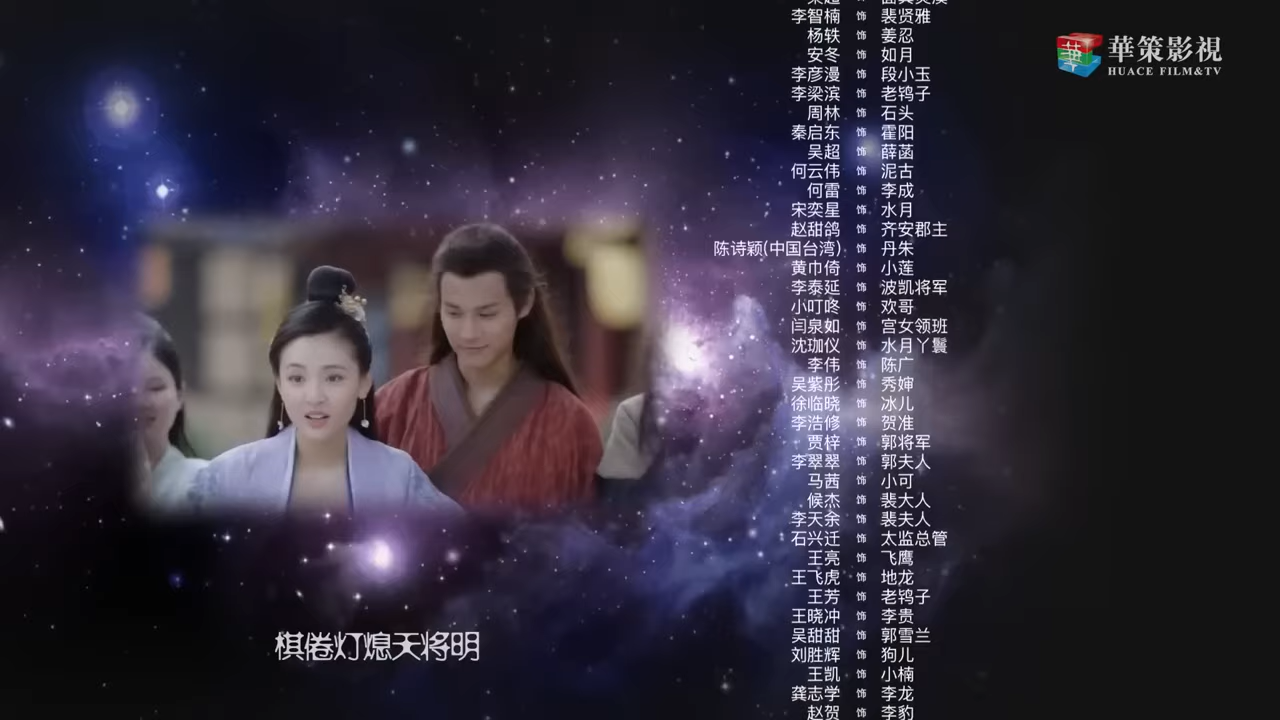 華策影視
HUACE FILM&TV
李智楠 饰 裴贤雅
杨轶 饰 姜忍
安冬 饰 如月
李彦漫 饰 段小玉
李梁滨 饰 老鸨子
周林 饰 石头
秦启东 饰 霍阳
吴超 饰 薛菡
何云伟 饰 泥古
何雷 饰 李成
宋奕星 饰 水月
赵甜鸽 饰 齐安郡主
陈诗颖(中国台湾) 饰 丹朱
黄巾倚 饰 小莲
李泰延 饰 波凯将军
小叮咚 饰 欢哥
闫泉如 饰 宫女领班
沈珈仪 饰 水月丫鬟
李伟 饰 陈广
吴紫彤 饰 秀婶
徐临晓 饰 冰儿
李浩修 饰 贺准
贾梓 饰 郭将军
李翠翠 饰 郭夫人
马茜 饰 小可
候杰 饰 裴大人
李天余 饰 裴夫人
石兴迁 饰 太监总管
王亮 饰 飞鹰
王飞虎 饰 地龙
王芳 饰 老鸨子
王晓冲 饰 李贵
吴甜甜 饰 郭雪兰
刘胜辉 饰 狗儿
王凯 饰 小楠
龚志学 饰 李龙
赵贺 饰 李豹
棋倦灯熄天将明